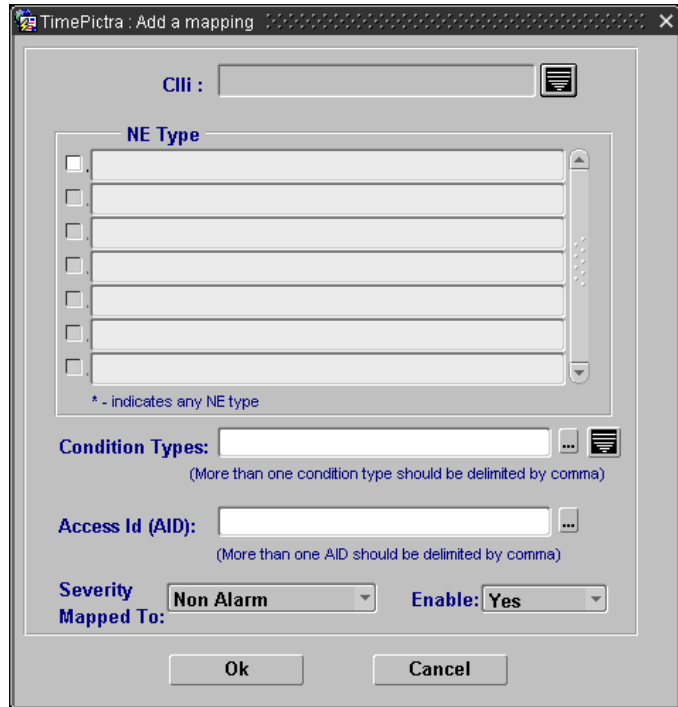 TimePictra : Add a mapping
Clli :
NE Type
* - indicates any NE type
Condition Types: ...
(More than one condition type should be delimited by comma)
Access Id (AID): ...
(More than one AID should be delimited by comma)
Severity Mapped To: Non Alarm Enable: Yes
Ok Cancel